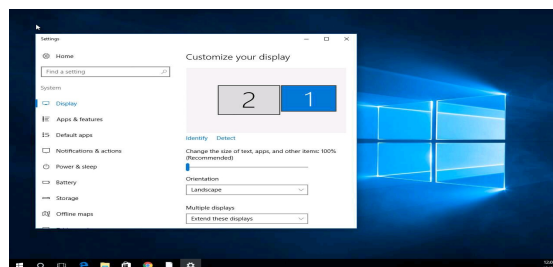 Settings
Home
Customize your display
Find a setting
System
2 1
Display
Apps & features
Default apps
Identify Detect
Notifications & actions
Change the size of text, apps, and other items: 100%
(Recommended)
Power & sleep
Orientation
Battery
Landscape
Storage
Multiple displays
Offline maps
Extend these displays